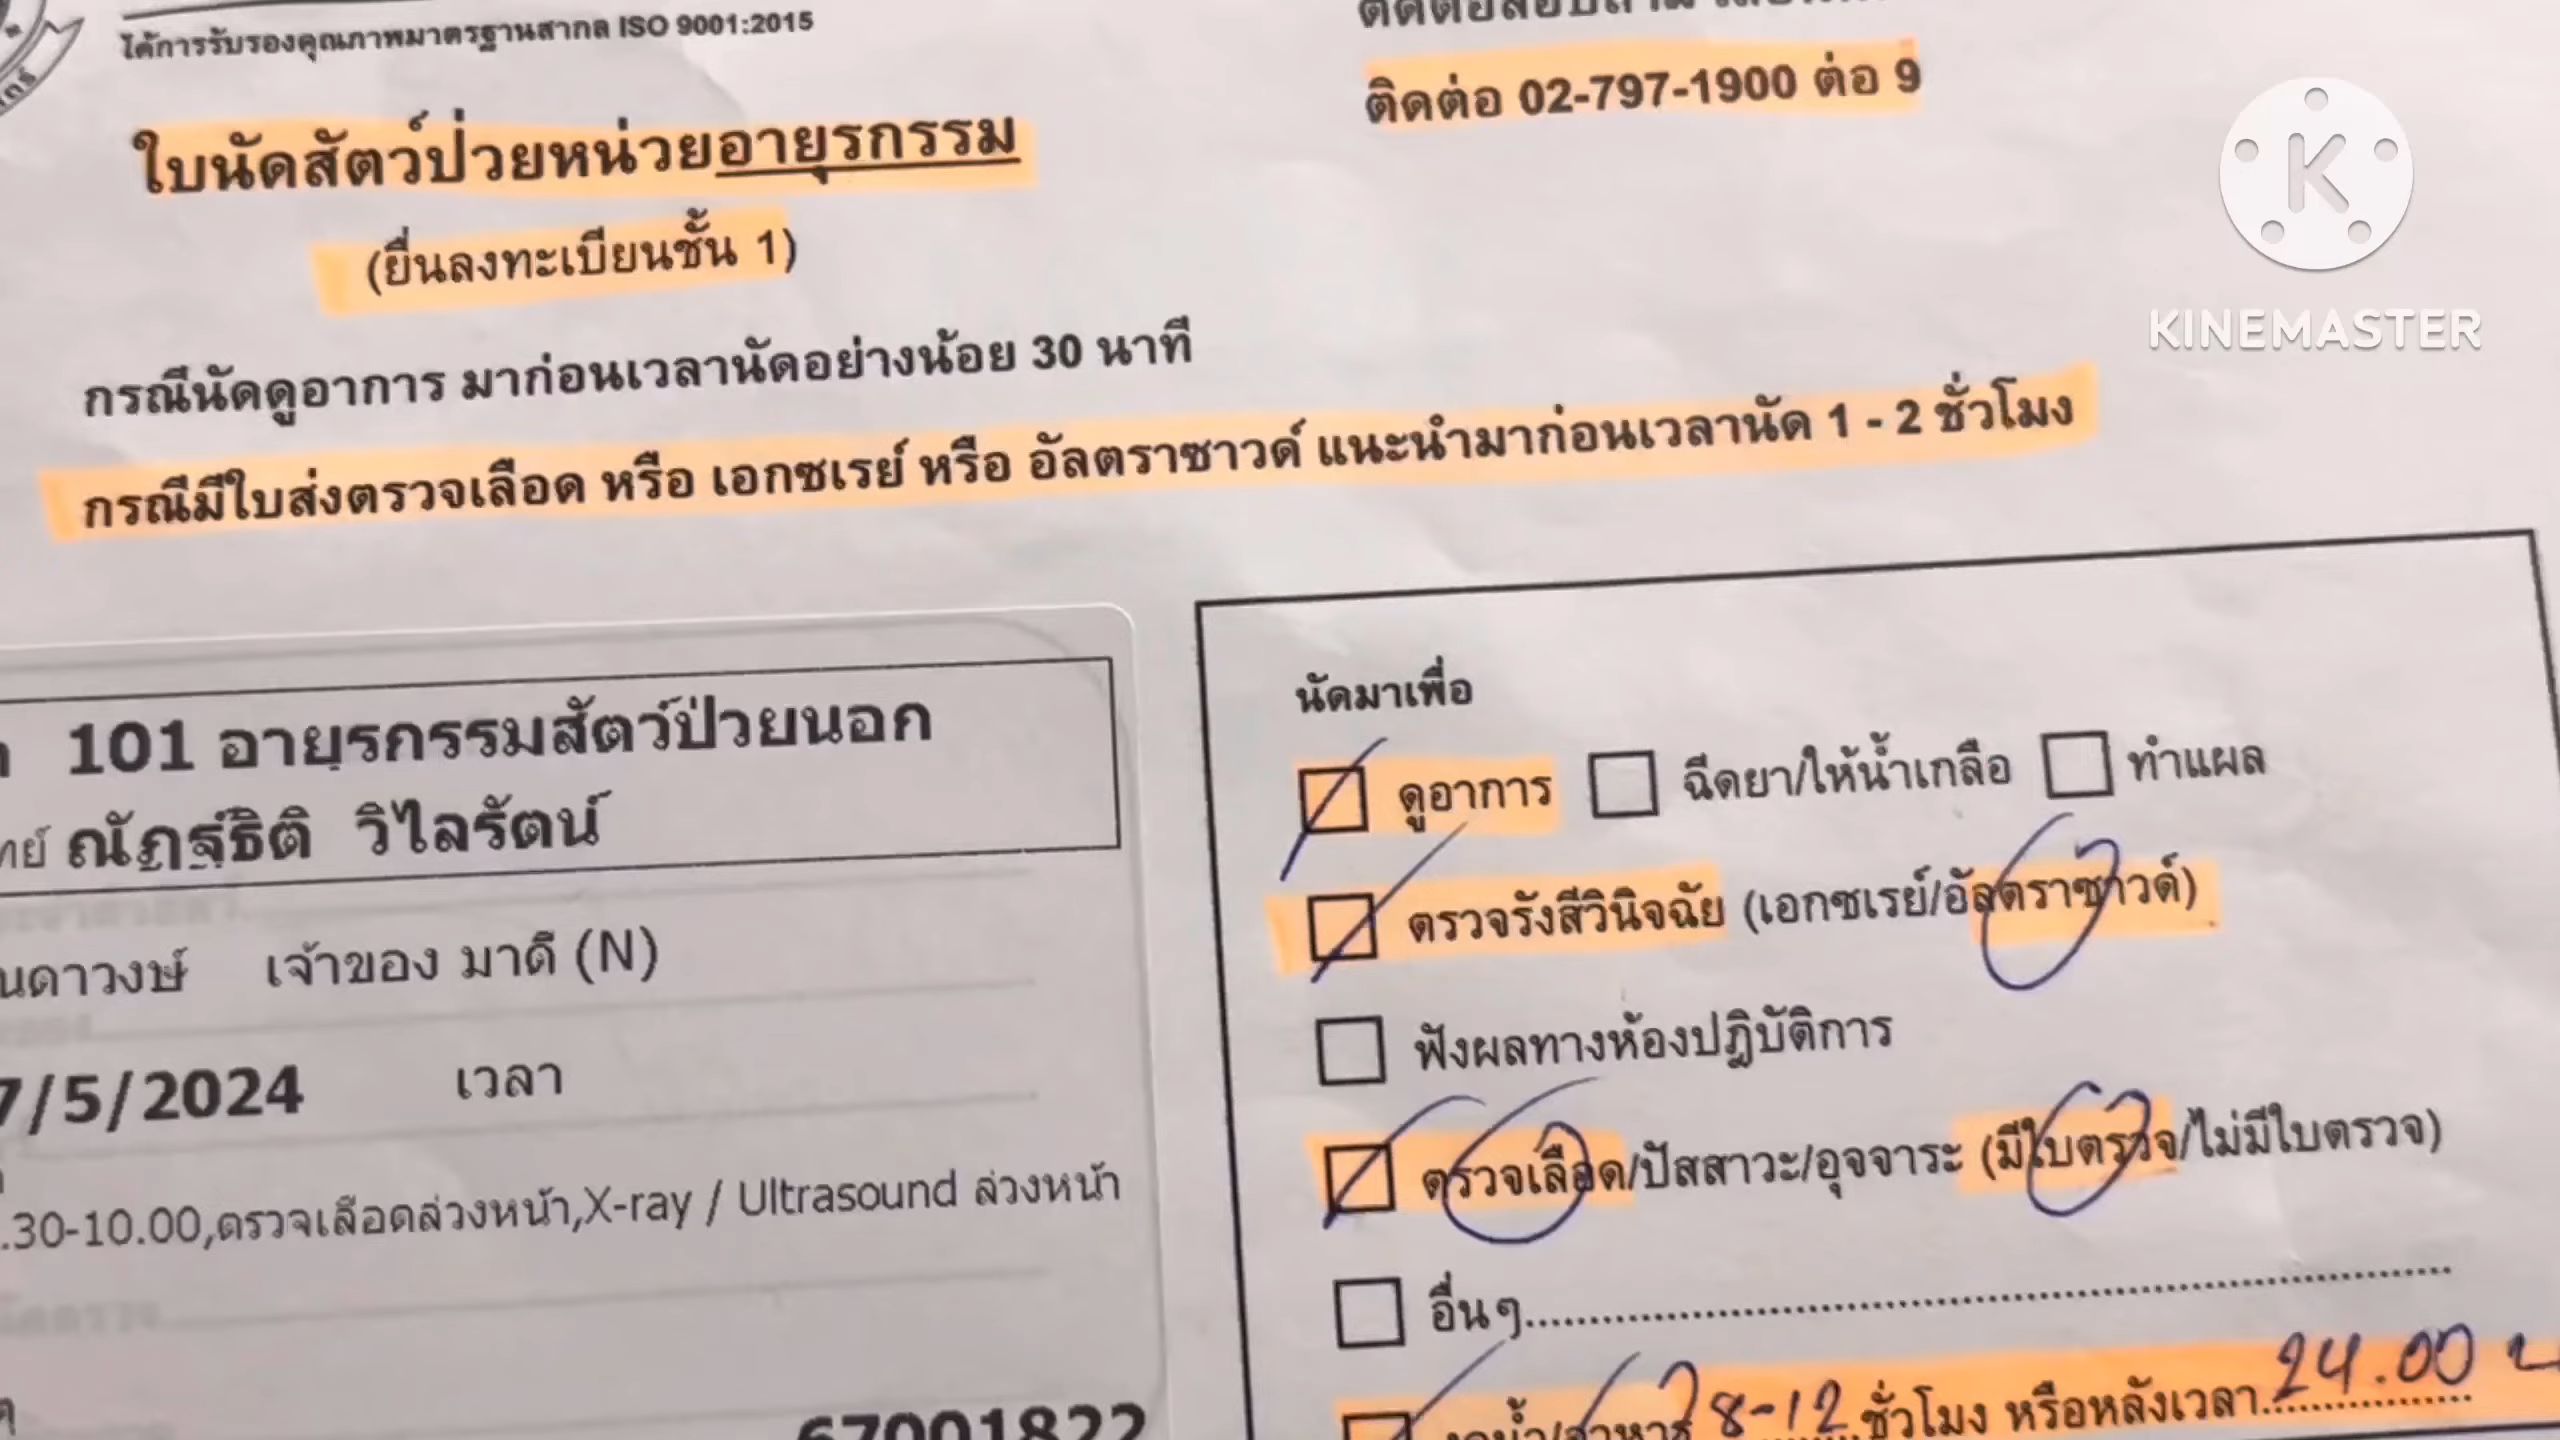 ได้การรับรองคุณภาพมาตรฐานสากล ISO 9001:2015
ติดต่อ 02-797-1900 ต่อ 9
ใบนัดสัตว์ป่วยหน่วยอายุรกรรม
(ยื่นลงทะเบียนชั้น 1)
กรณีนัดดูอาการ มาก่อนเวลานัดอย่างน้อย 30 นาที
กรณีมีใบส่งตรวจเลือด หรือ เอกซเรย์ หรือ อัลตราซาวด์ แนะนำมาก่อนเวลานัด 1 - 2 ชั่วโมง
KINEMASTER
101 อายุรกรรมสัตว์ป่วยนอก
ณัฏฐ์ธิติ วิไลรัตน์
นดาวงษ์ เจ้าของ มาดี (N)
7/5/2024 เวลา
.30-10.00,ตรวจเลือดล่วงหน้า,X-ray / Ultrasound ล่วงหน้า
67001822
นัดมาเพื่อ
ดูอาการ ฉีดยา/ให้น้ำเกลือ ทำแผล
ตรวจรังสีวินิจฉัย (เอกซเรย์/อัลตราซาวด์)
ฟังผลทางห้องปฏิบัติการ
ตรวจเลือด/ปัสสาวะ/อุจจาระ (มีใบตรวจ/ไม่มีใบตรวจ)
อื่นๆ
งดน้ำ/อาหาร 8-12 ชั่วโมง หรือหลังเวลา 24.00 น